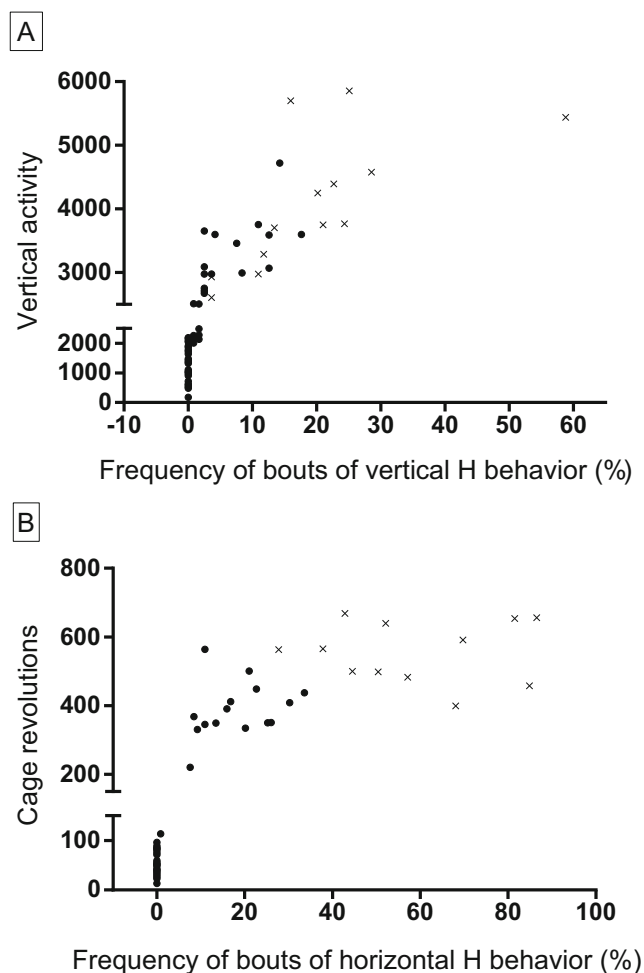 A
6000
5000
4000
3000
2000
1000
0
Vertical activity
-10 0 10 20 30 40 50 60
Frequency of bouts of vertical H behavior (%)
B
800
600
400
200
100
0
Cage revolutions
0 20 40 60 80 100
Frequency of bouts of horizontal H behavior (%)